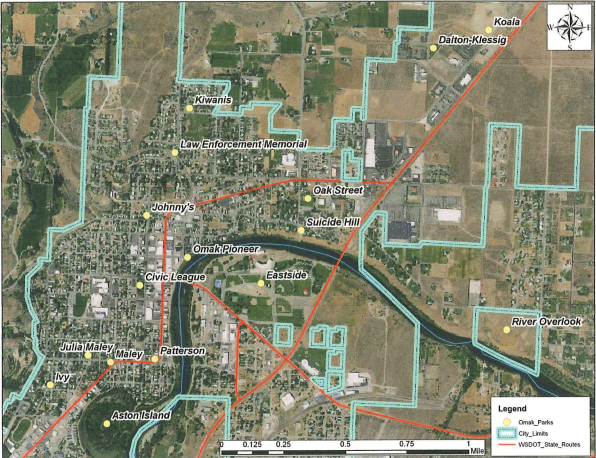 Koala
N
W E
S
Dalton-Klessig
Kiwanis
Law Enforcement Memorial
Oak Street
Johnny's
Suicide Hill
Omak Pioneer
Civic League
Eastside
River Overlook
Julia Maley
Maley
Patterson
Ivy
Aston Island
Legend
Omak_Parks
City_Limits
WSDOT_State_Routes
0 0.125 0.25 0.5 0.75 1
Miles